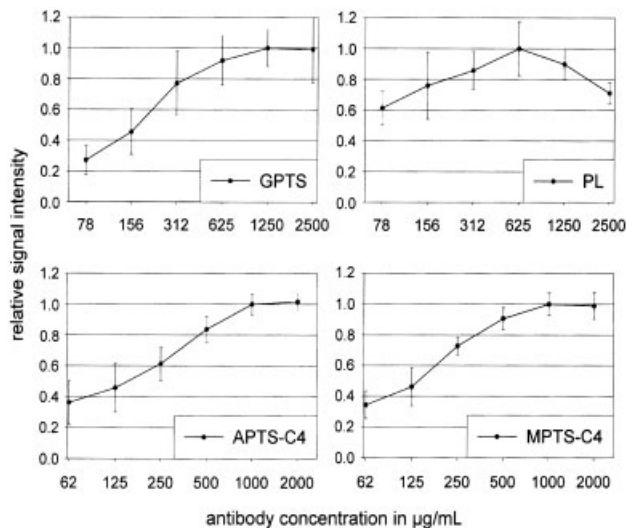 relative signal intensity
1.2
1.0
0.8
0.6
0.4
0.2
0.0
GPTS
78 156 312 625 1250 2500
1.2
1.0
0.8
0.6
0.4
0.2
0.0
PL
78 156 312 625 1250 2500
1.2
1.0
0.8
0.6
0.4
0.2
0.0
APTS-C4
62 125 250 500 1000 2000
1.2
1.0
0.8
0.6
0.4
0.2
0.0
MPTS-C4
62 125 250 500 1000 2000
antibody concentration in µg/mL